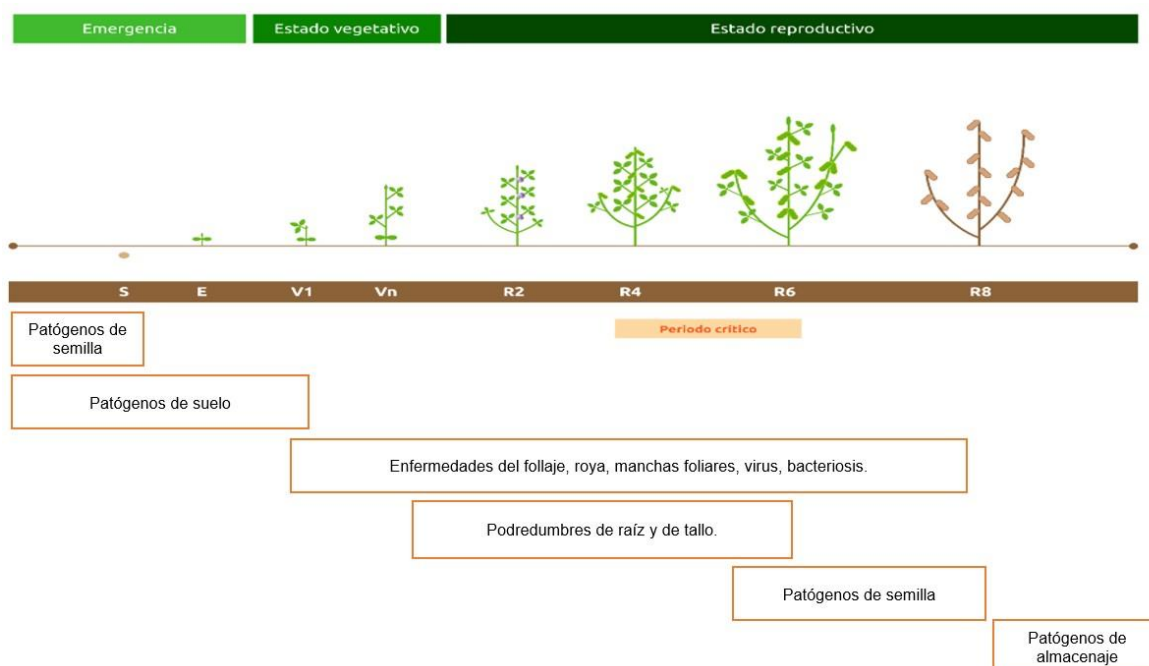 Emergencia
Estado vegetativo
Estado reproductivo
S
E
V1
Vn
R2
R4
R6
R8
Periodo crítico
Patógenos de
semilla
Patógenos de suelo
Enfermedades del follaje, roya, manchas foliares, virus, bacteriosis.
Podredumbres de raíz y de tallo.
Patógenos de semilla
Patógenos de
almacenaje